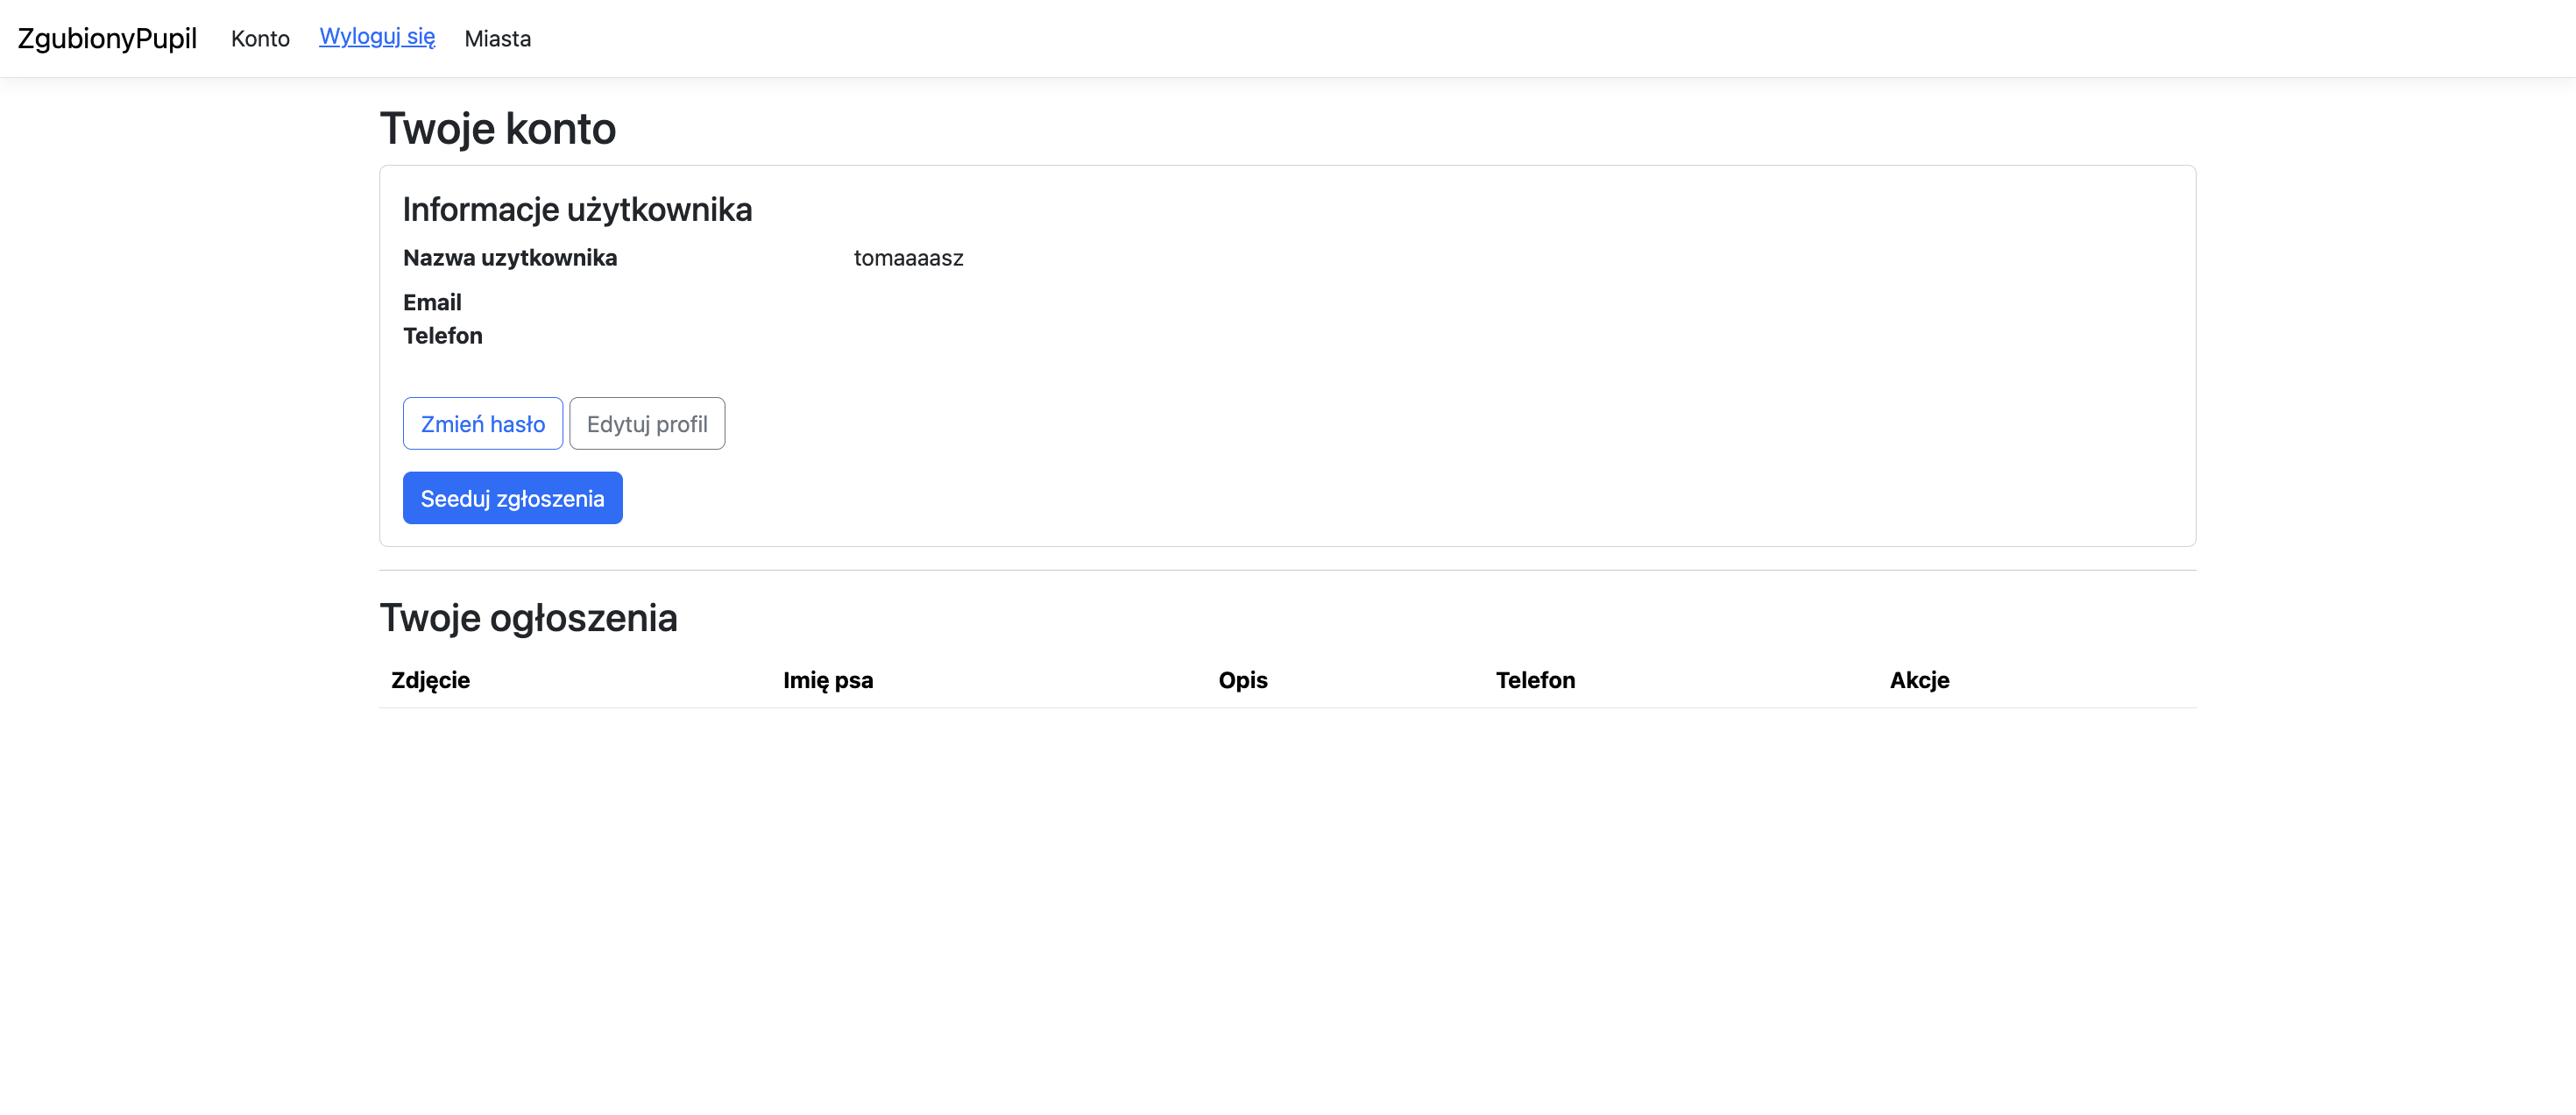 ZgubionyPupil Konto Wyloguj się Miasta
Twoje konto
Informacje użytkownika
Nazwa uzytkownika tomaaaasz
Email
Telefon
Zmień hasło Edytuj profil
Seeduj zgłoszenia
Twoje ogłoszenia
Zdjęcie Imię psa Opis Telefon Akcje